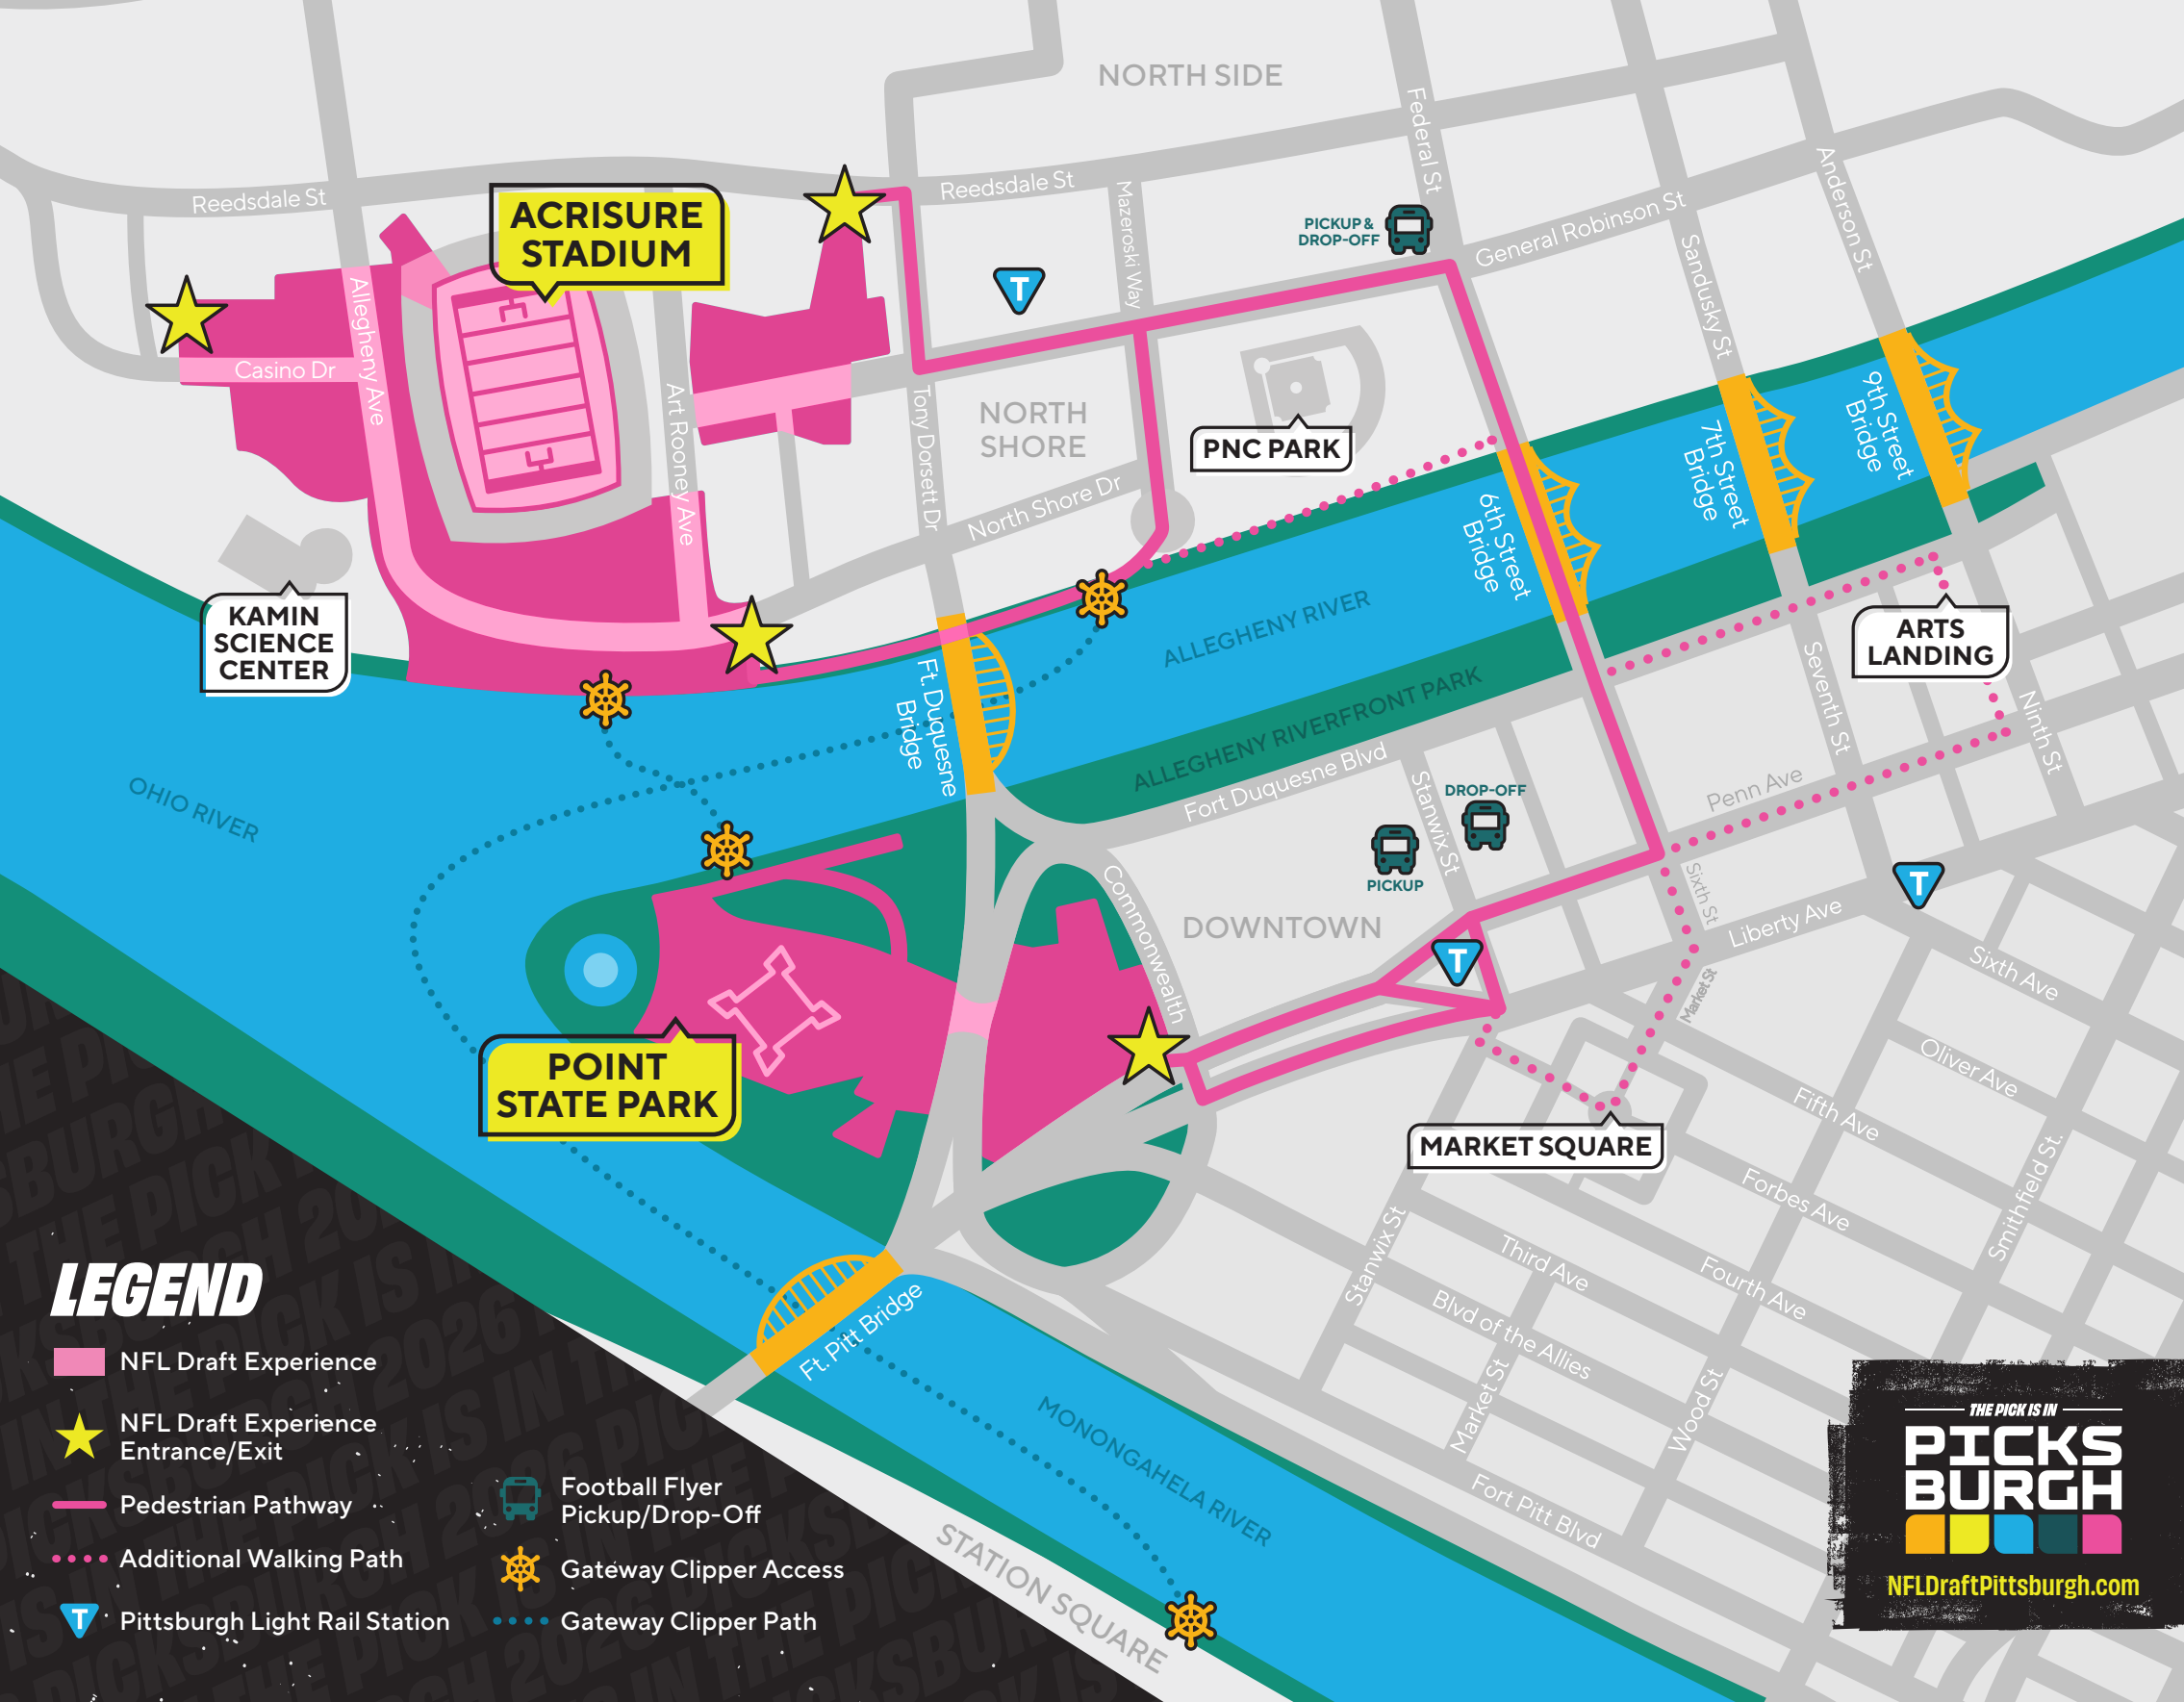 NORTH SIDE
Federal St
Anderson St
Reedsdale St
Reedsdale St
Mazeroski Way
ACRISURE
STADIUM
PICKUP &
DROP-OFF
General Robinson St
Sandusky St
T
Allegheny Ave
Casino Dr
Art Rooney Ave
Tony Dorsett Dr
NORTH
SHORE
PNC PARK
North Shore Dr
6th Street
Bridge
7th Street
Bridge
9th Street
Bridge
KAMIN
SCIENCE
CENTER
ALLEGHENY RIVER
ARTS
LANDING
Ft. Duquesne
Bridge
ALLEGHENY RIVERFRONT PARK
Fort Duquesne Blvd
Seventh St
Ninth St
OHIO RIVER
Stanwix St
DROP-OFF
PICKUP
Penn Ave
Sixth St
T
Commonwealth
DOWNTOWN
Liberty Ave
T
Market St
Sixth Ave
POINT
STATE PARK
Oliver Ave
Fifth Ave
MARKET SQUARE
Forbes Ave
Smithfield St.
Stanwix St
Third Ave
Fourth Ave
Blvd of the Allies
Market St
Wood St
Fort Pitt Blvd
Ft. Pitt Bridge
MONONGAHELA RIVER
STATION SQUARE
LEGEND
NFL Draft Experience
NFL Draft Experience
Entrance/Exit
Pedestrian Pathway
Additional Walking Path
T
Pittsburgh Light Rail Station
Football Flyer
Pickup/Drop-Off
Gateway Clipper Access
Gateway Clipper Path
THE PICK IS IN
PICKS
BURGH
NFLDraftPittsburgh.com